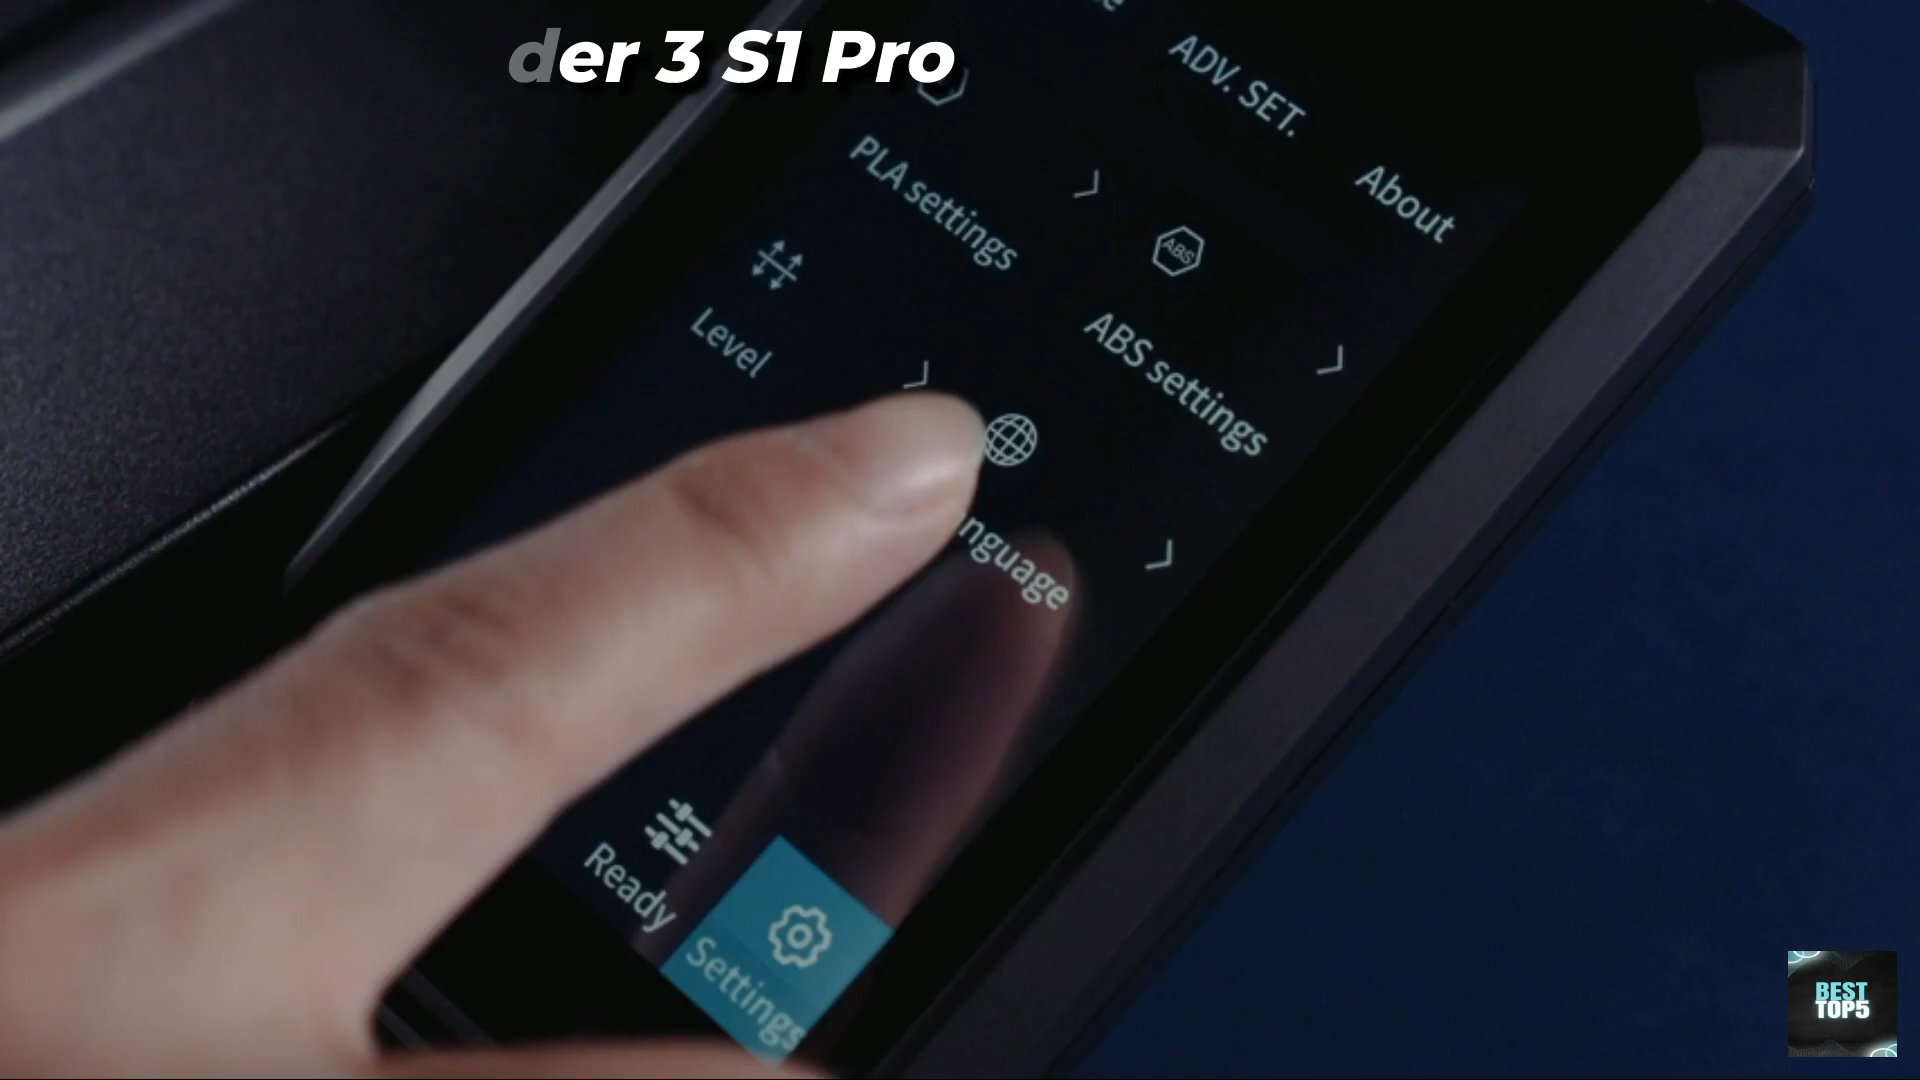 der 3 S1 Pro
ADV. SET.
About
PLA settings
ABS
ABS settings
Level
nguage
Ready
Settings
BEST
TOP5